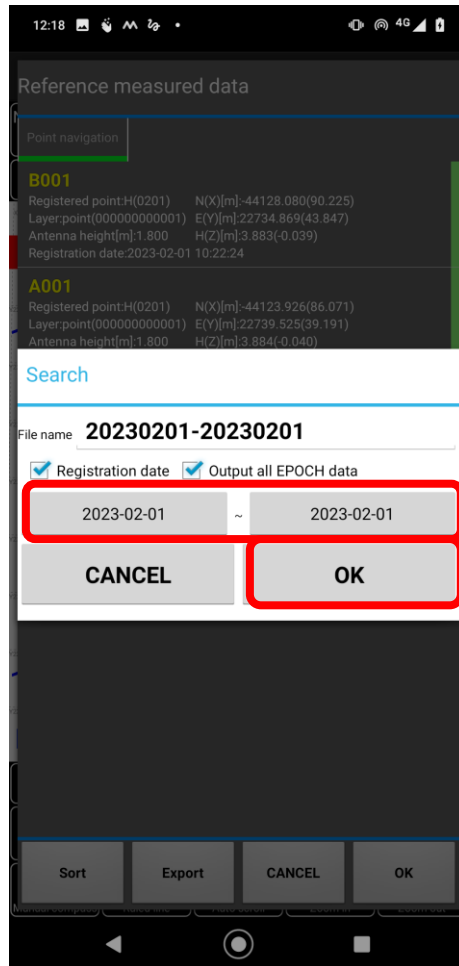 12:18 4G
Reference measured data
Point navigation
B001
Registered point:H(0201) N(X)[m]:-44128.080(90.225)
Layer:point(000000000001) E(Y)[m]:22734.869(43.847)
Antenna height[m]:1.800 H(Z)[m]:3.883(-0.039)
Registration date:2023-02-01 10:22:24
A001
Registered point:H(0201) N(X)[m]:-44123.926(86.071)
Layer:point(000000000001) E(Y)[m]:22739.525(39.191)
Antenna height[m]:1.800 H(Z)[m]:3.884(-0.040)
Search
File name 20230201-20230201
Registration date Output all EPOCH data
2023-02-01 ~ 2023-02-01
CANCEL OK
Sort Export CANCEL OK